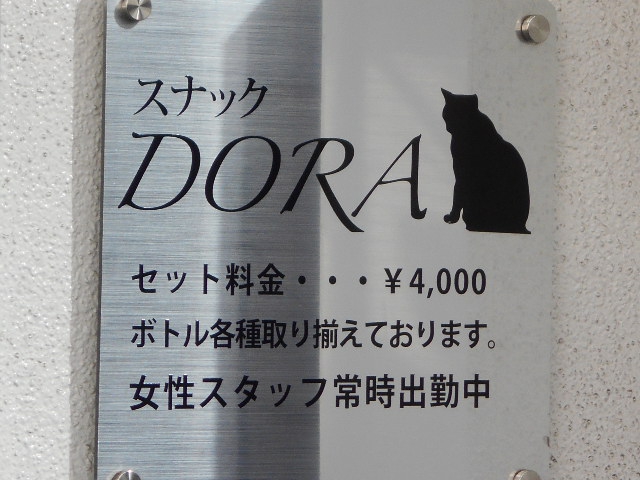 スナック
DORA
セット料金・・・¥4,000
ボトル各種取り揃えております。
女性スタッフ常時出勤中